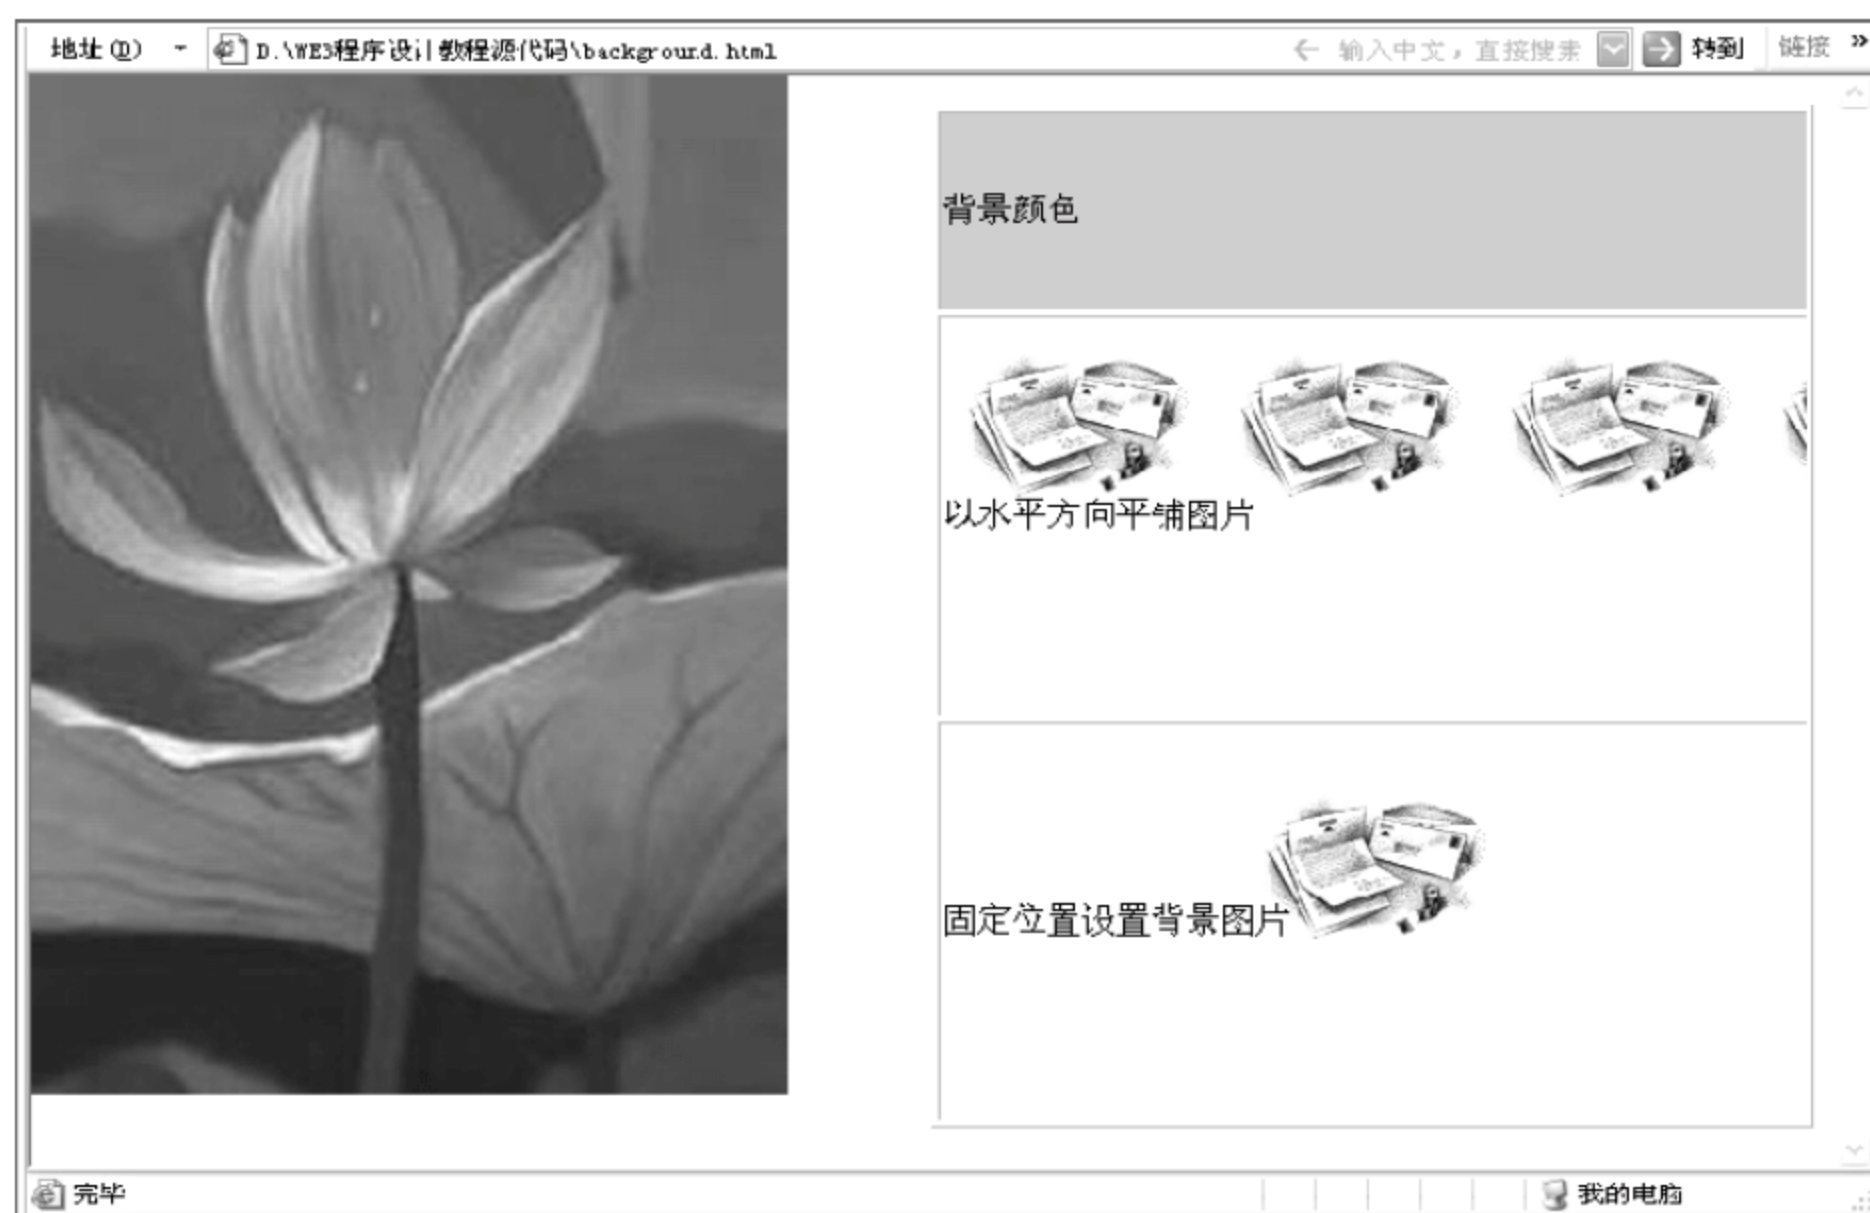 地址(D) D:\WEB程序设计教程源代码\background.html 输入中文，直接搜索 转到 链接 »
背景颜色
以水平方向平铺图片
固定位置设置背景图片
完毕 我的电脑